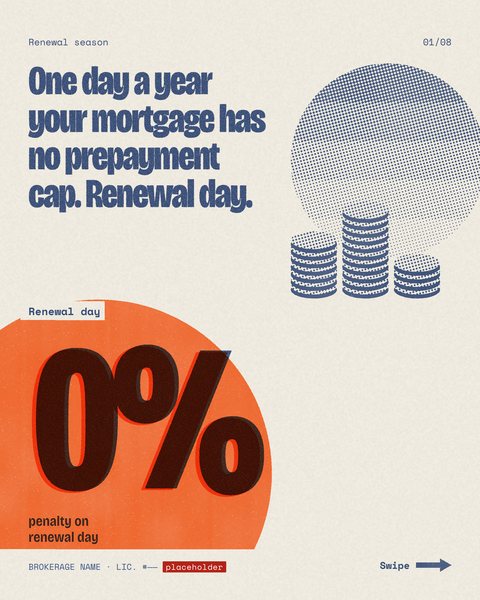 Renewal season
01/08
One day a year
your mortgage has
no prepayment
cap. Renewal day.
Renewal day
0%
penalty on
renewal day
BROKERAGE NAME · LIC. #—— placeholder
Swipe